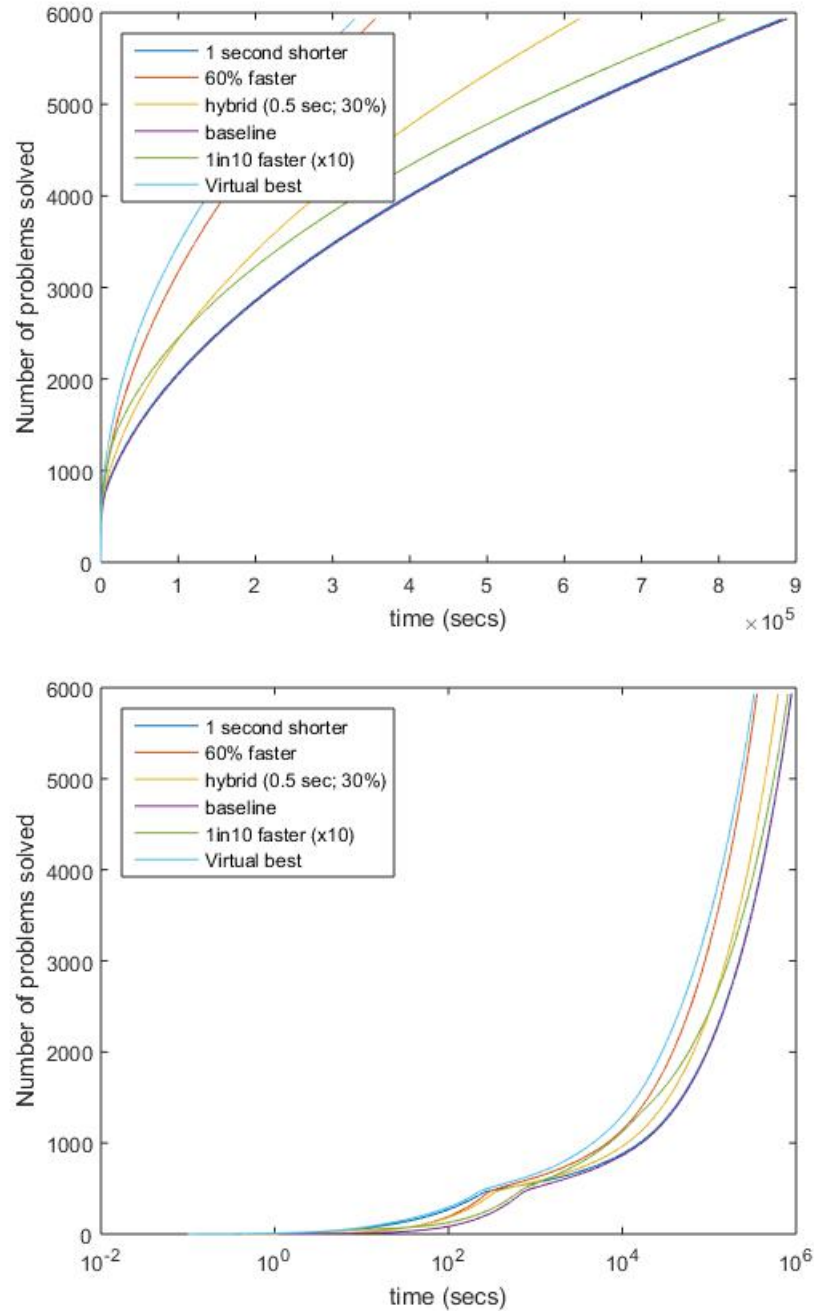 6000
5000
4000
3000
2000
1000
0
Number of problems solved
1 second shorter
60% faster
hybrid (0.5 sec; 30%)
baseline
1in10 faster (x10)
Virtual best
0 1 2 3 4 5 6 7 8 9
time (secs)
×10^5
6000
5000
4000
3000
2000
1000
0
Number of problems solved
1 second shorter
60% faster
hybrid (0.5 sec; 30%)
baseline
1in10 faster (x10)
Virtual best
10^-2 10^0 10^2 10^4 10^6
time (secs)